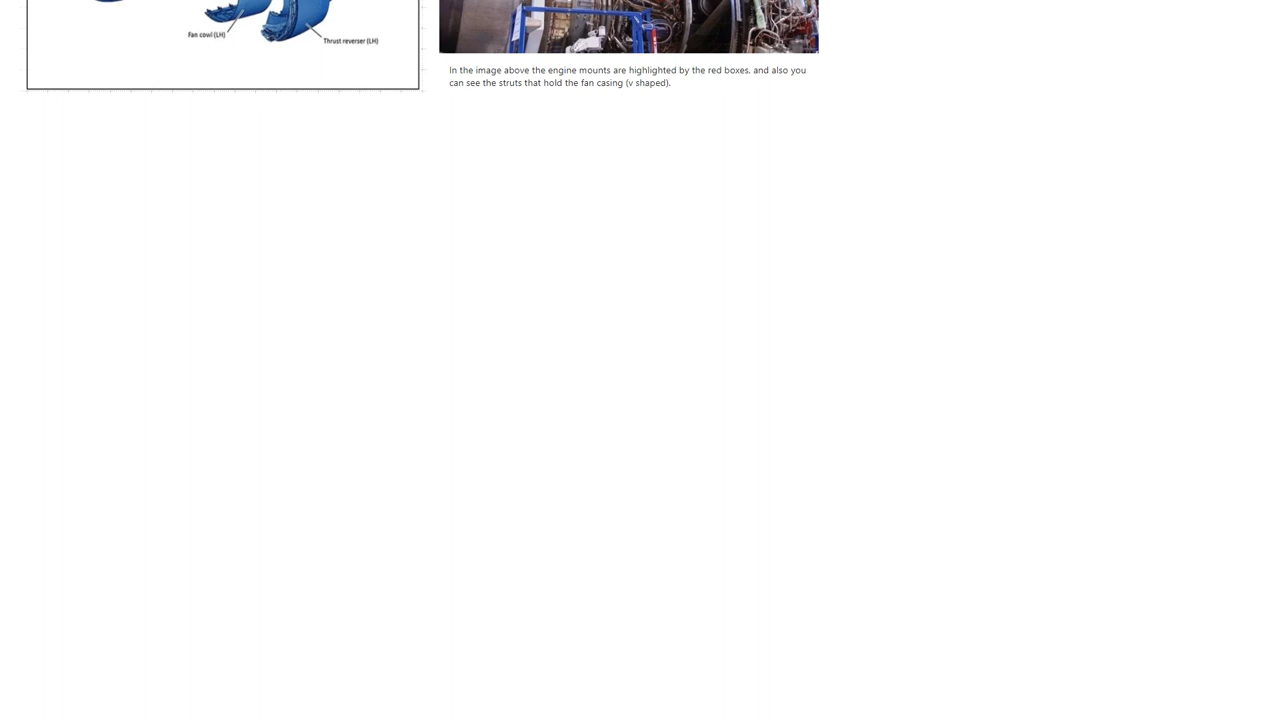 Fan cowl (LH)
Thrust reverser (LH)
In the image above the engine mounts are highlighted by the red boxes. and also you
can see the struts that hold the fan casing (v shaped).